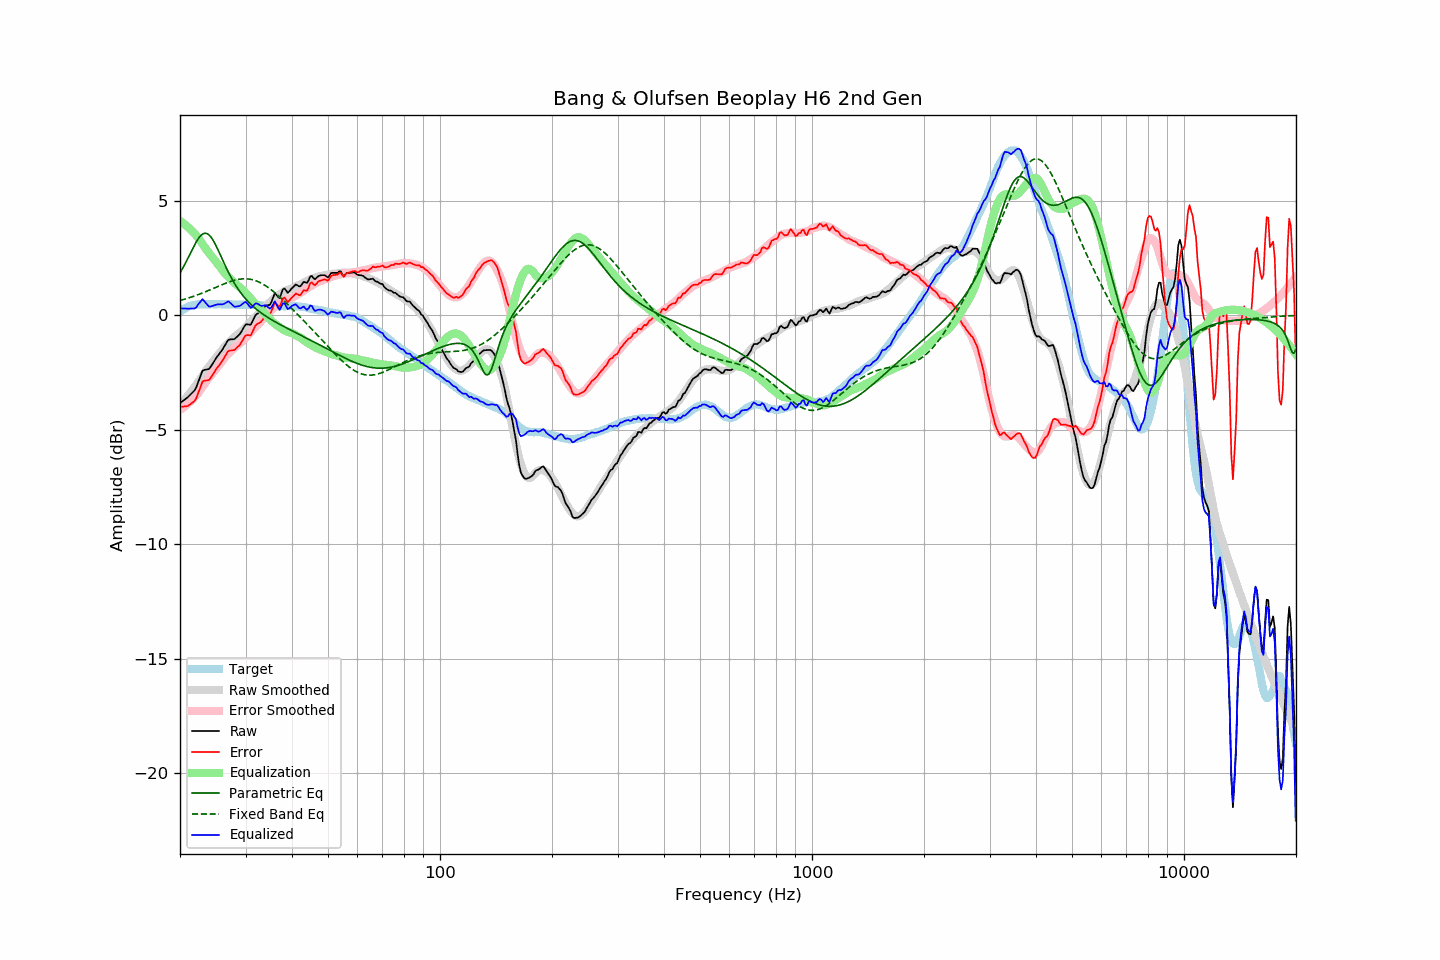 Bang & Olufsen Beoplay H6 2nd Gen
Amplitude (dBr)
5
0
−5
−10
−15
−20
Target
Raw Smoothed
Error Smoothed
Raw
Error
Equalization
Parametric Eq
Fixed Band Eq
Equalized
100
1000
10000
Frequency (Hz)